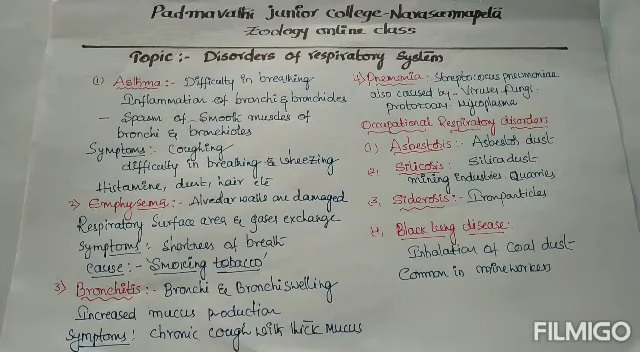 Padmavathi Junior College-Narasannapeta
Zoology online class
Topic :- Disorders of respiratory System
1) Asthma :- Difficulty in breathing
Inflammation of bronchi & bronchioles
- Spasm of - Smooth muscles of
bronchi & bronchioles
Symptoms: Coughing
difficulty in breathing & wheezing
Histamine, dust, hair etc
2) Emphysema :- Alveolar walls are damaged
Respiratory Surface area & gases exchange
Symptoms: Shortness of breath
cause :- 'Smoking tobacco'
3) Bronchitis :- Bronchi & Bronchi swelling
Increased mucus production
Symptoms: chronic cough with thick mucus
4) Pnemonia: Streptococus pneumoniae
also caused by - Viruses, fungi
protozoans Mycoplasma
Occupational Respiratory disorders
1) Asbestosis: Asbestos dust
2, Silicosis: Silica dust
mining industries, Quarries
3, Siderosis: Iron particles
4, Black lung disease:
Inhalation of Coal dust
Common in mine workers
FILMIGO